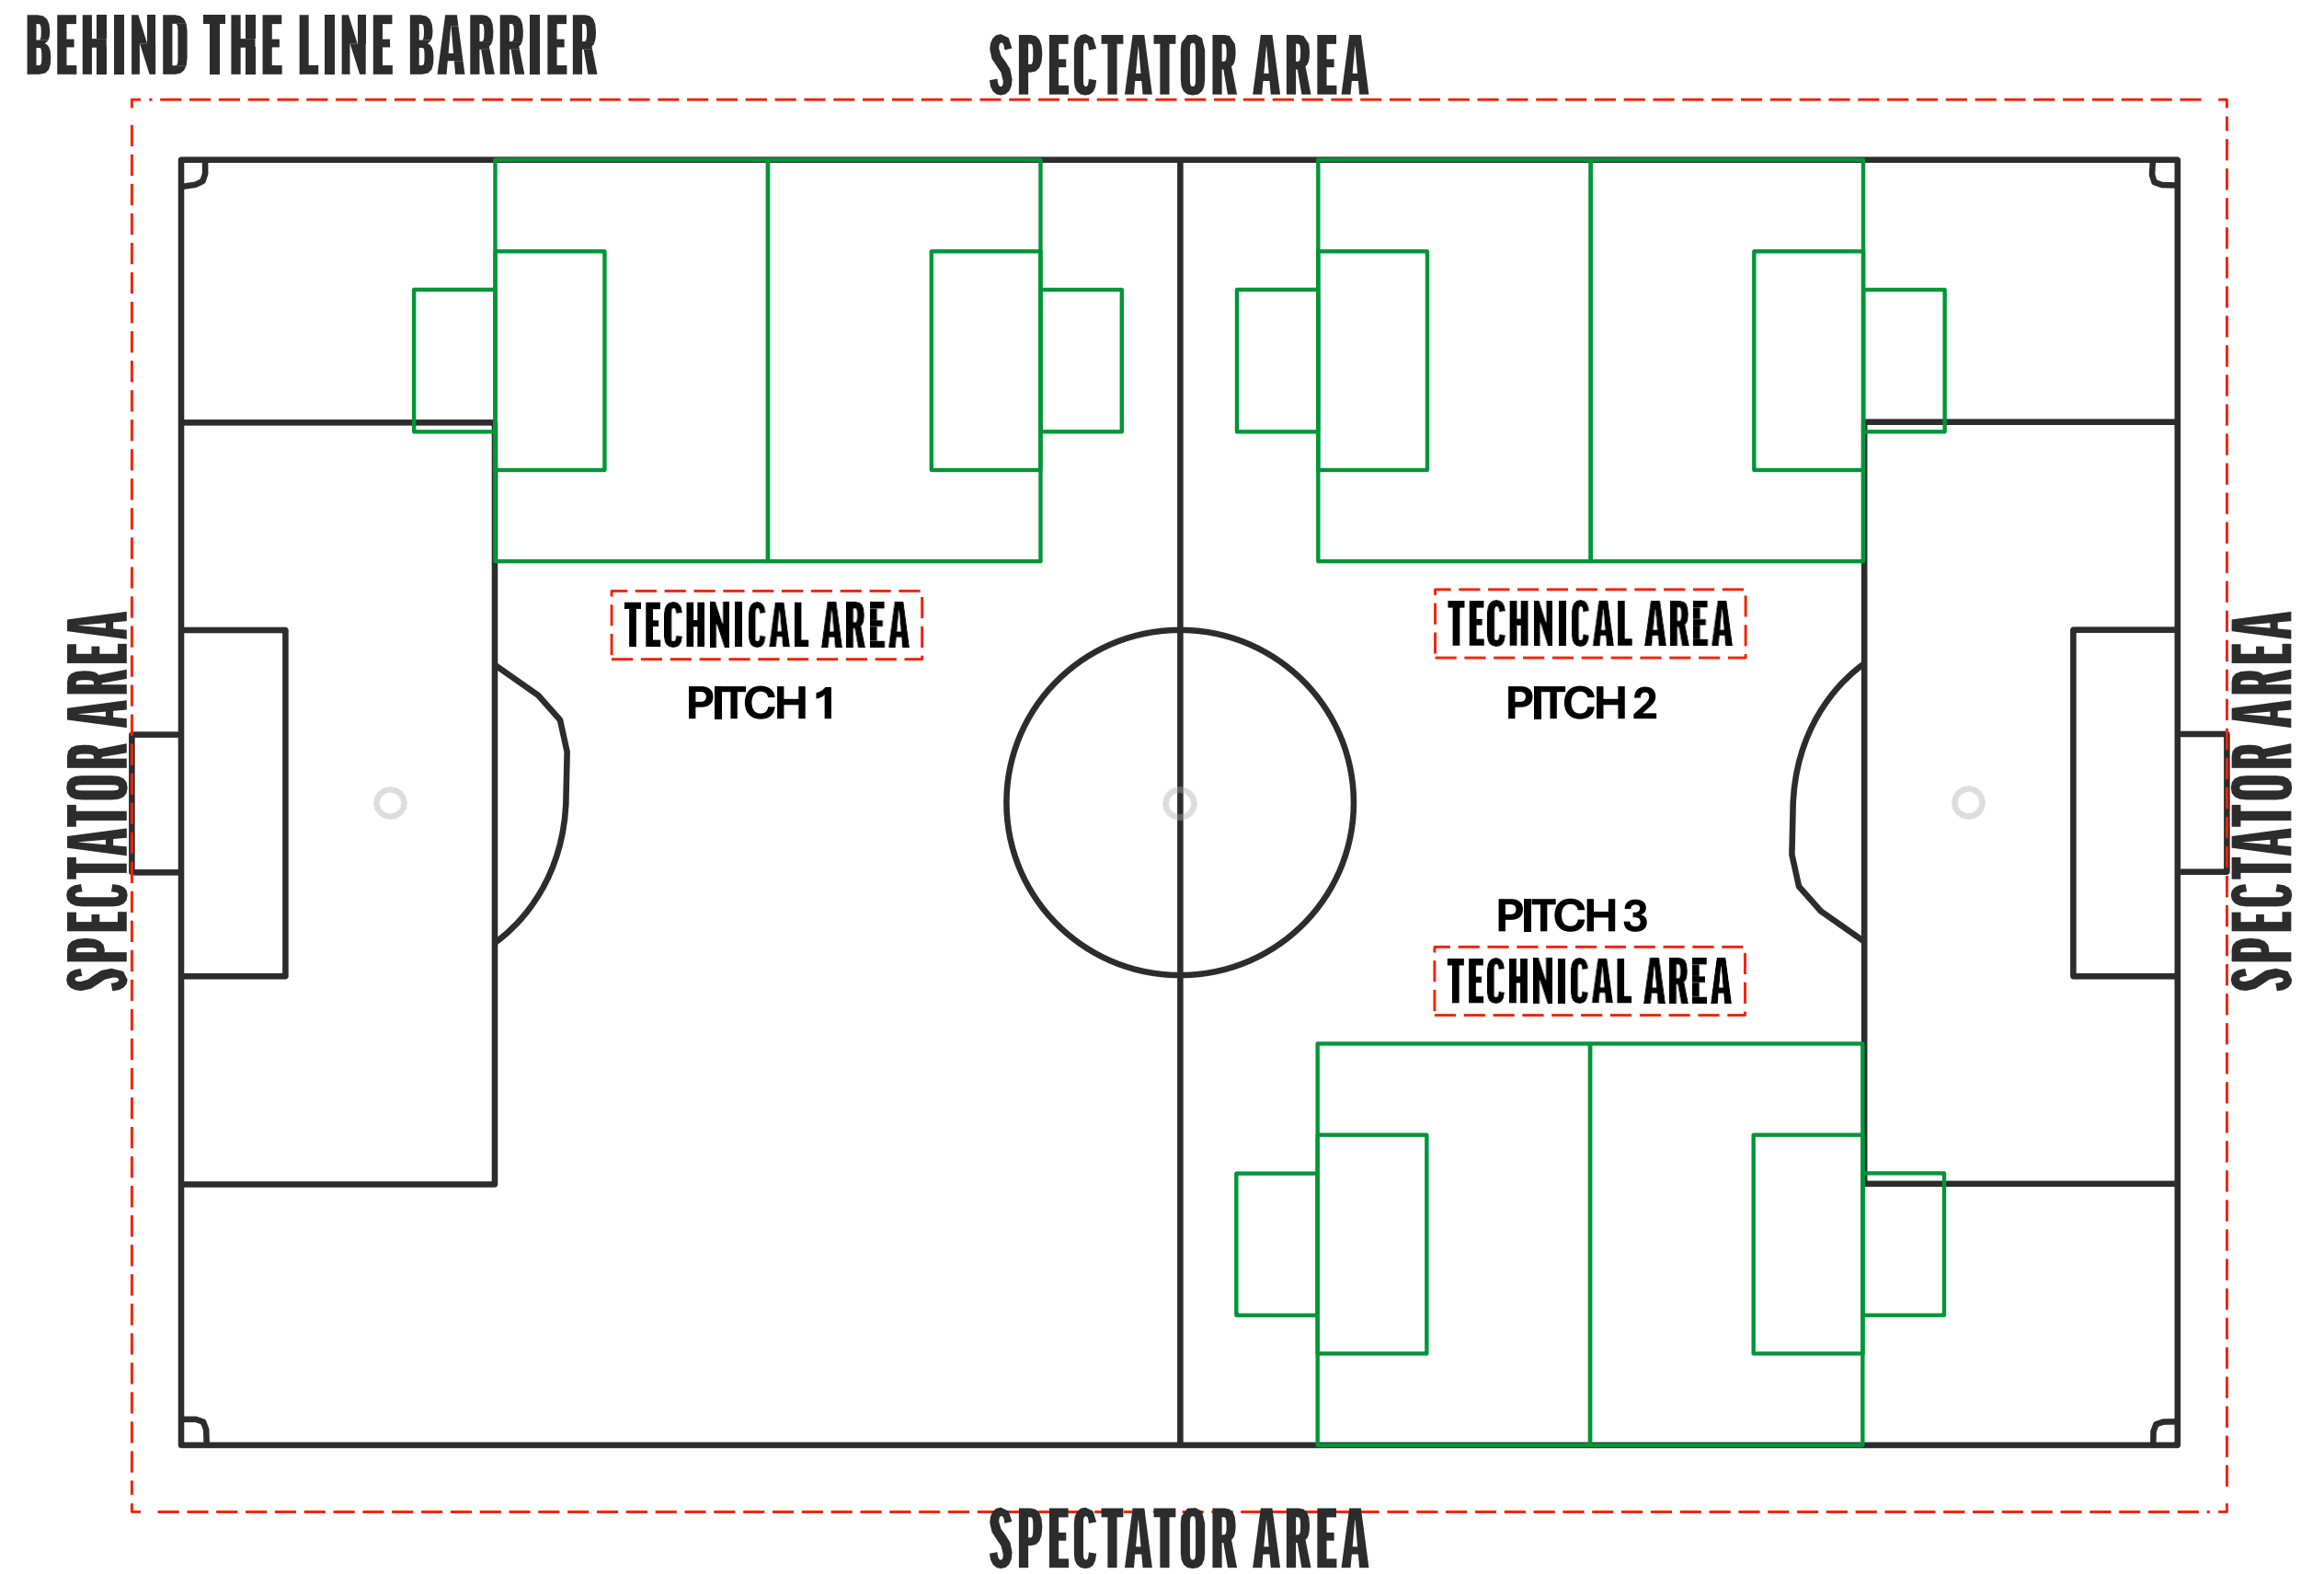 BEHIND THE LINE BARRIER
SPECTATOR AREA
SPECTATOR AREA
TECHNICAL AREA
PITCH 1
TECHNICAL AREA
PITCH 2
SPECTATOR AREA
PITCH 3
TECHNICAL AREA
SPECTATOR AREA